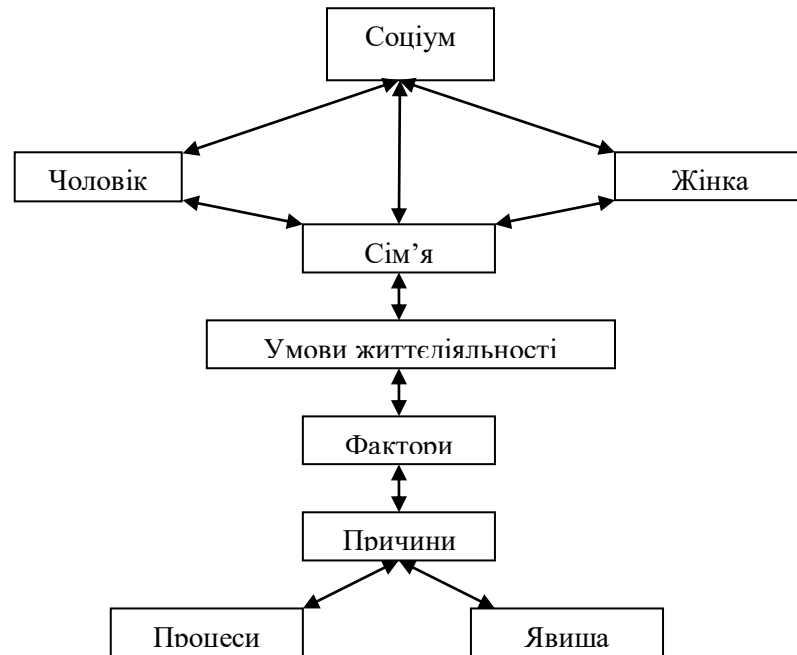 Соціум
Чоловік
Жінка
Сім’я
Умови життєдіяльності
Фактори
Причини
Процеси
Явища